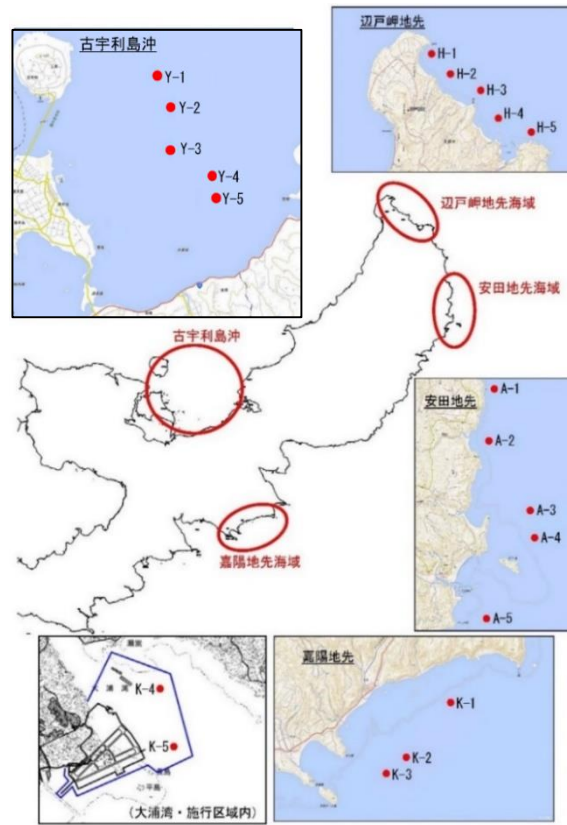 古宇利島沖
Y-1
Y-2
Y-3
Y-4
Y-5
辺戸岬地先
H-1
H-2
H-3
H-4
H-5
辺戸岬地先海域
安田地先海域
古宇利島沖
嘉陽地先海域
安田地先
A-1
A-2
A-3
A-4
A-5
K-4
K-5
(大浦湾・施行区域内)
嘉陽地先
K-1
K-2
K-3